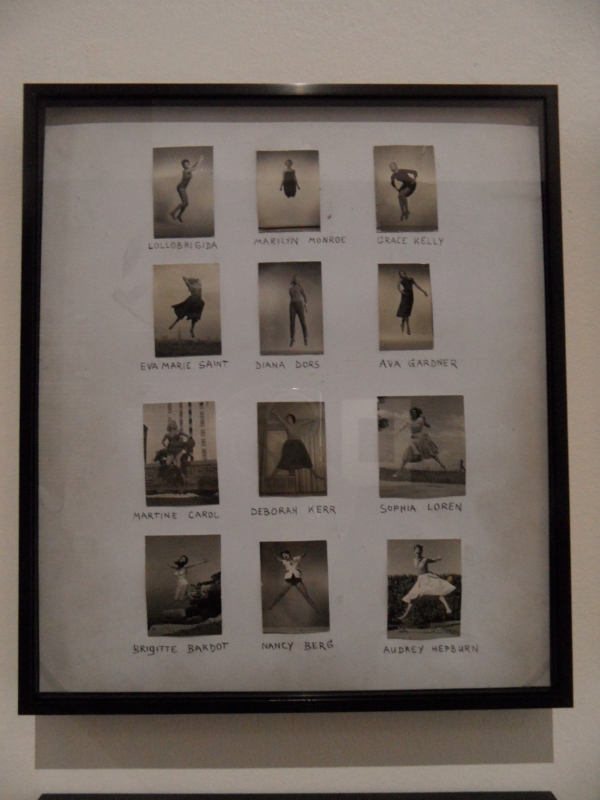 LOLLOBRIGIDA MARILYN MONROE GRACE KELLY
EVA MARIE SAINT DIANA DORS AVA GARDNER
MARTINE CAROL DEBORAH KERR SOPHIA LOREN
BRIGITTE BARDOT NANCY BERG AUDREY HEPBURN